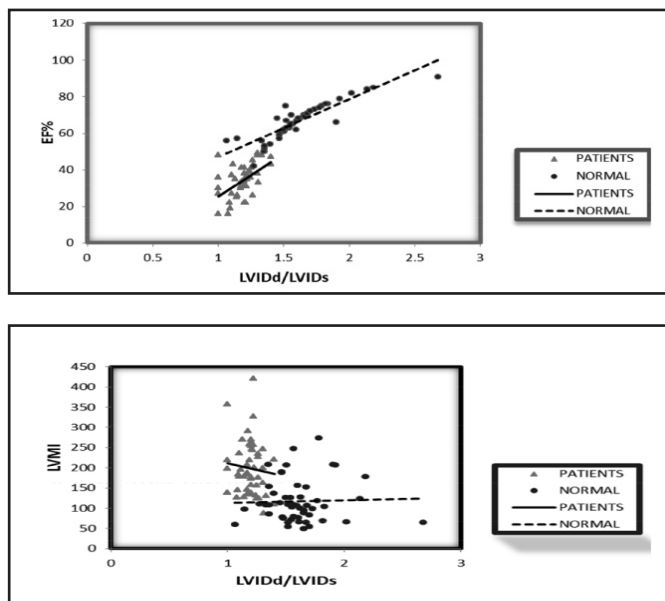 120
100
80
60
40
20
0
EF%
0 0.5 1 1.5 2 2.5 3
LVIDd/LVIDs
PATIENTS
NORMAL
PATIENTS
NORMAL
450
400
350
300
250
200
150
100
50
0
LVMI
0 1 2 3
LVIDd/LVIDs
PATIENTS
NORMAL
PATIENTS
NORMAL